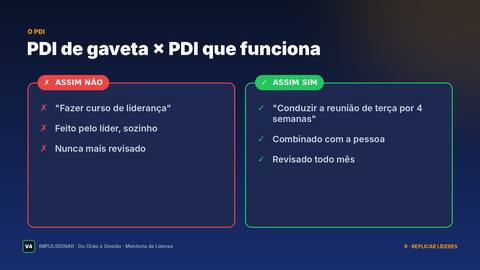 O PDI
PDI de gaveta × PDI que funciona
✗ ASSIM NÃO
✗ "Fazer curso de liderança"
✗ Feito pelo líder, sozinho
✗ Nunca mais revisado
✓ ASSIM SIM
✓ "Conduzir a reunião de terça por 4
semanas"
✓ Combinado com a pessoa
✓ Revisado todo mês
V4 IMPULSIONAR · Do Chão à Gestão · Mentoria de Líderes
R · REPLICAR LÍDERES